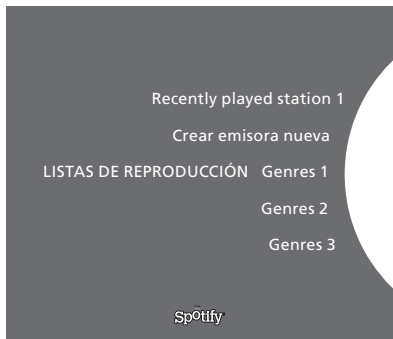 Recently played station 1
Crear emisora nueva
LISTAS DE REPRODUCCIÓN Genres 1
Genres 2
Genres 3
Spotify